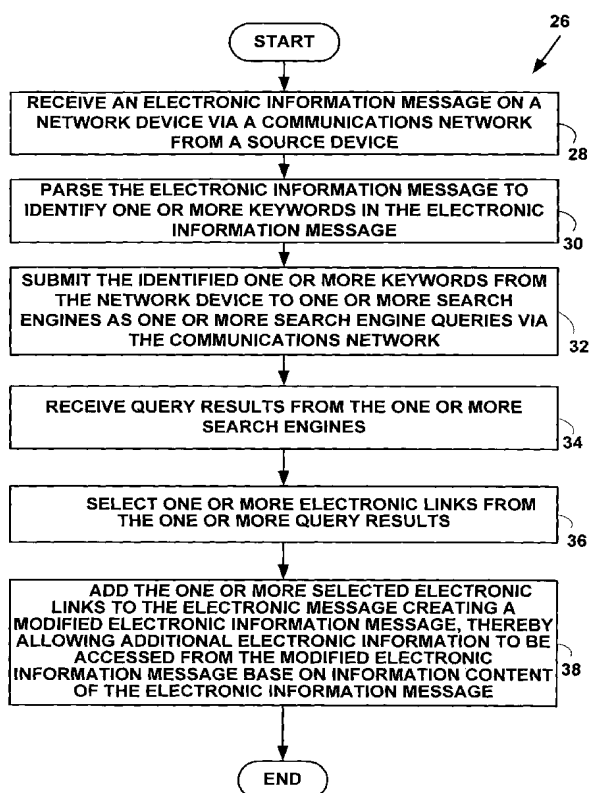 26
START
RECEIVE AN ELECTRONIC INFORMATION MESSAGE ON A
NETWORK DEVICE VIA A COMMUNICATIONS NETWORK
FROM A SOURCE DEVICE
28
PARSE THE ELECTRONIC INFORMATION MESSAGE TO
IDENTIFY ONE OR MORE KEYWORDS IN THE ELECTRONIC
INFORMATION MESSAGE
30
SUBMIT THE IDENTIFIED ONE OR MORE KEYWORDS FROM
THE NETWORK DEVICE TO ONE OR MORE SEARCH
ENGINES AS ONE OR MORE SEARCH ENGINE QUERIES VIA
THE COMMUNICATIONS NETWORK
32
RECEIVE QUERY RESULTS FROM THE ONE OR MORE
SEARCH ENGINES
34
SELECT ONE OR MORE ELECTRONIC LINKS FROM
THE ONE OR MORE QUERY RESULTS
36
ADD THE ONE OR MORE SELECTED ELECTRONIC
LINKS TO THE ELECTRONIC MESSAGE CREATING A
MODIFIED ELECTRONIC INFORMATION MESSAGE, THEREBY
ALLOWING ADDITIONAL ELECTRONIC INFORMATION TO BE
ACCESSED FROM THE MODIFIED ELECTRONIC
INFORMATION MESSAGE BASE ON INFORMATION CONTENT
OF THE ELECTRONIC INFORMATION MESSAGE
38
END